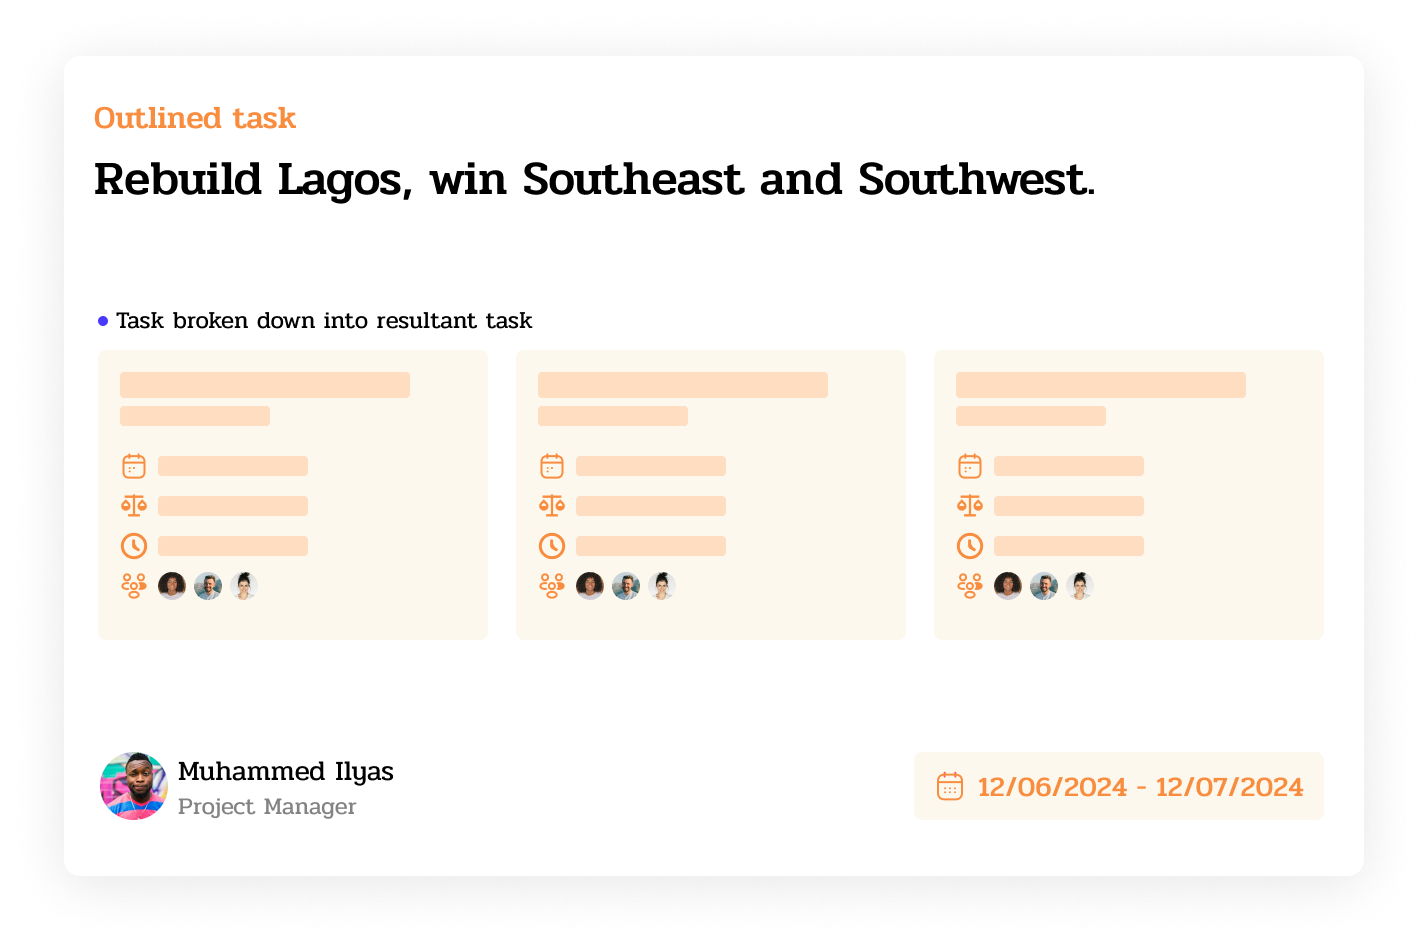 Outlined task
Rebuild Lagos, win Southeast and Southwest.
Task broken down into resultant task
Muhammed Ilyas
Project Manager
12/06/2024 - 12/07/2024